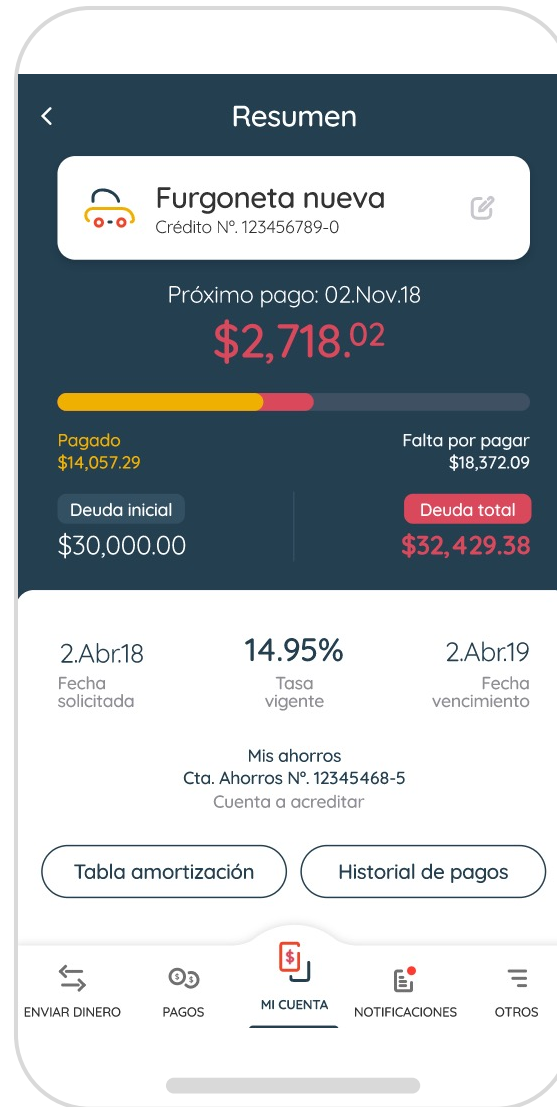 Resumen
Furgoneta nueva
Crédito Nº. 123456789-0
Próximo pago: 02.Nov.18
$2,718.02
Pagado
$14,057.29
Falta por pagar
$18,372.09
Deuda inicial
$30,000.00
Deuda total
$32,429.38
2.Abr.18
Fecha
solicitada
14.95%
Tasa
vigente
2.Abr.19
Fecha
vencimiento
Mis ahorros
Cta. Ahorros Nº. 12345468-5
Cuenta a acreditar
Tabla amortización
Historial de pagos
ENVIAR DINERO
PAGOS
MI CUENTA
NOTIFICACIONES
OTROS